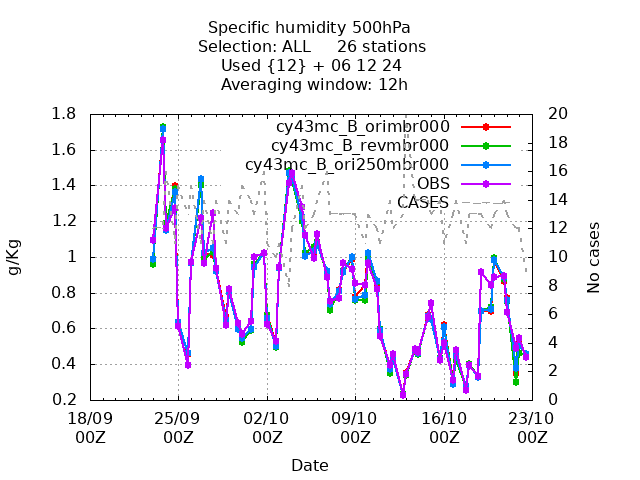 Specific humidity 500hPa
Selection: ALL     26 stations
Used {12} + 06 12 24
Averaging window: 12h
1.8
1.6
1.4
1.2
1
0.8
0.6
0.4
0.2
g/Kg
20
18
16
14
12
10
8
6
4
2
0
No cases
cy43mc_B_orimbr000
cy43mc_B_revmbr000
cy43mc_B_ori250mbr000
OBS
CASES
18/09 25/09 02/10 09/10 16/10 23/10
00Z 00Z 00Z 00Z 00Z 00Z
Date